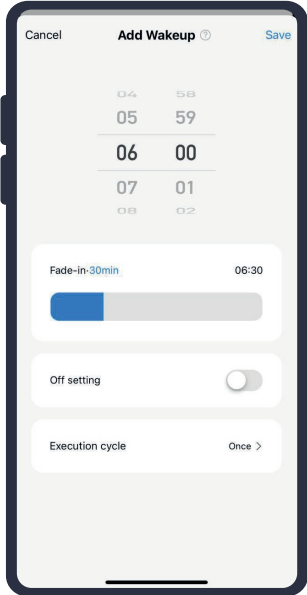 Cancel Add Wakeup ? Save
04 58
05 59
06 00
07 01
08 02
Fade-in·30min 06:30
Off setting
Execution cycle Once >